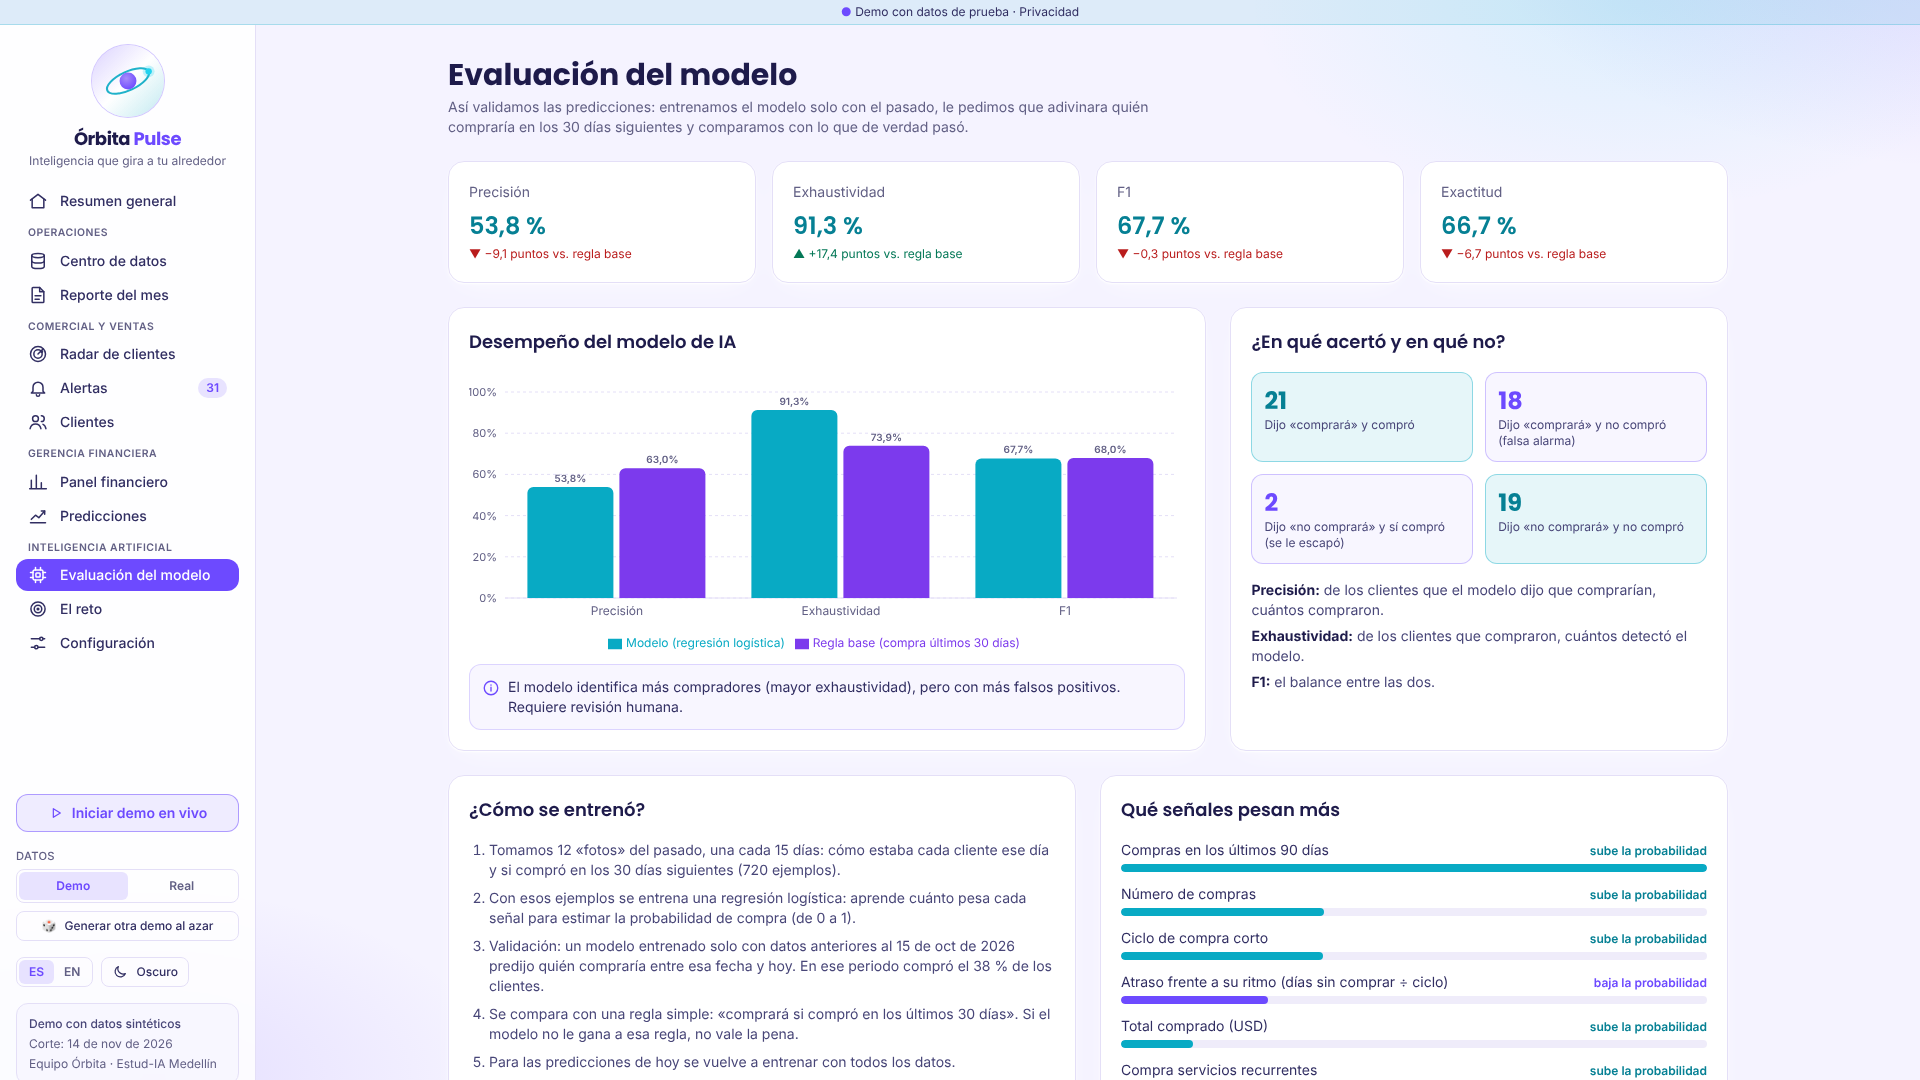 Demo con datos de prueba · Privacidad
Órbita Pulse
Inteligencia que gira a tu alrededor
Resumen general
OPERACIONES
Centro de datos
Reporte del mes
COMERCIAL Y VENTAS
Radar de clientes
Alertas 31
Clientes
GERENCIA FINANCIERA
Panel financiero
Predicciones
INTELIGENCIA ARTIFICIAL
Evaluación del modelo
El reto
Configuración
Iniciar demo en vivo
DATOS
Demo Real
Generar otra demo al azar
ES EN Oscuro
Demo con datos sintéticos
Corte: 14 de nov de 2026
Equipo Órbita · Estud-IA Medellín
Evaluación del modelo
Así validamos las predicciones: entrenamos el modelo solo con el pasado, le pedimos que adivinara quién
compraría en los 30 días siguientes y comparamos con lo que de verdad pasó.
Precisión
53,8 %
▼ −9,1 puntos vs. regla base
Exhaustividad
91,3 %
▲ +17,4 puntos vs. regla base
F1
67,7 %
▼ −0,3 puntos vs. regla base
Exactitud
66,7 %
▼ −6,7 puntos vs. regla base
Desempeño del modelo de IA
100%
80%
60%
40%
20%
0%
53,8% 63,0%
91,3% 73,9%
67,7% 68,0%
Precisión Exhaustividad F1
Modelo (regresión logística) Regla base (compra últimos 30 días)
El modelo identifica más compradores (mayor exhaustividad), pero con más falsos positivos.
Requiere revisión humana.
¿En qué acertó y en qué no?
21
Dijo «comprará» y compró
18
Dijo «comprará» y no compró
(falsa alarma)
2
Dijo «no comprará» y sí compró
(se le escapó)
19
Dijo «no comprará» y no compró
Precisión: de los clientes que el modelo dijo que comprarían,
cuántos compraron.
Exhaustividad: de los clientes que compraron, cuántos detectó el
modelo.
F1: el balance entre las dos.
¿Cómo se entrenó?
1. Tomamos 12 «fotos» del pasado, una cada 15 días: cómo estaba cada cliente ese día
y si compró en los 30 días siguientes (720 ejemplos).
2. Con esos ejemplos se entrena una regresión logística: aprende cuánto pesa cada
señal para estimar la probabilidad de compra (de 0 a 1).
3. Validación: un modelo entrenado solo con datos anteriores al 15 de oct de 2026
predijo quién compraría entre esa fecha y hoy. En ese periodo compró el 38 % de los
clientes.
4. Se compara con una regla simple: «comprará si compró en los últimos 30 días». Si el
modelo no le gana a esa regla, no vale la pena.
5. Para las predicciones de hoy se vuelve a entrenar con todos los datos.
Qué señales pesan más
Compras en los últimos 90 días sube la probabilidad
Número de compras sube la probabilidad
Ciclo de compra corto sube la probabilidad
Atraso frente a su ritmo (días sin comprar ÷ ciclo) baja la probabilidad
Total comprado (USD) sube la probabilidad
Compra servicios recurrentes sube la probabilidad